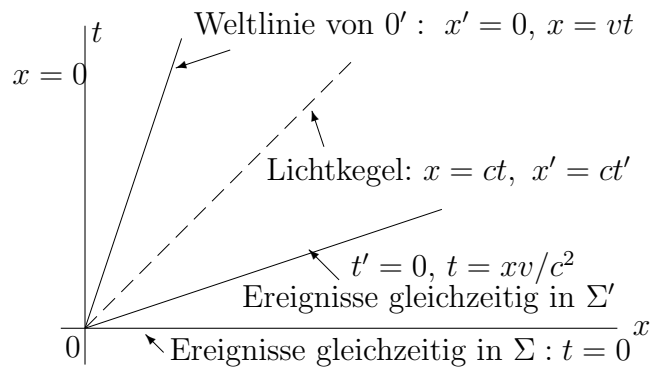 t
Weltlinie von 0′ : x′ = 0, x = vt
x = 0
Lichtkegel: x = ct, x′ = ct′
t′ = 0, t = xv/c²
Ereignisse gleichzeitig in Σ′
x
0
Ereignisse gleichzeitig in Σ : t = 0